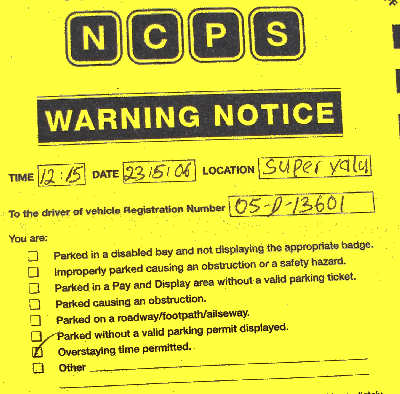 NCPS
WARNING NOTICE
TIME 12:15 DATE 23/5/06 LOCATION Super valu
To the driver of vehicle Registration Number 05-D-13601
You are:
Parked in a disabled bay and not displaying the appropriate badge.
Improperly parked causing an obstruction or a safety hazard.
Parked in a Pay and Display area without a valid parking ticket.
Parked causing an obstruction.
Parked on a roadway/footpath/aileseway.
Parked without a valid parking permit displayed.
Overstaying time permitted.
Other